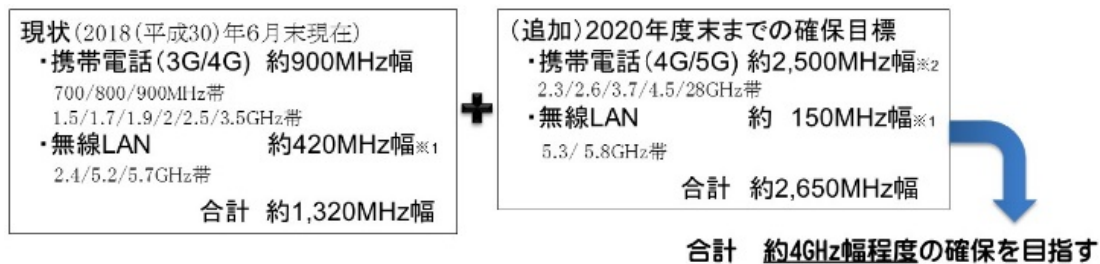 現状(2018(平成30)年6月末現在)
・携帯電話(3G/4G) 約900MHz幅
700/800/900MHz帯
1.5/1.7/1.9/2/2.5/3.5GHz帯
・無線LAN 約420MHz幅※1
2.4/5.2/5.7GHz帯
合計 約1,320MHz幅
(追加)2020年度末までの確保目標
・携帯電話(4G/5G) 約2,500MHz幅※2
2.3/2.6/3.7/4.5/28GHz帯
・無線LAN 約 150MHz幅※1
5.3/ 5.8GHz帯
合計 約2,650MHz幅
合計 約4GHz幅程度の確保を目指す